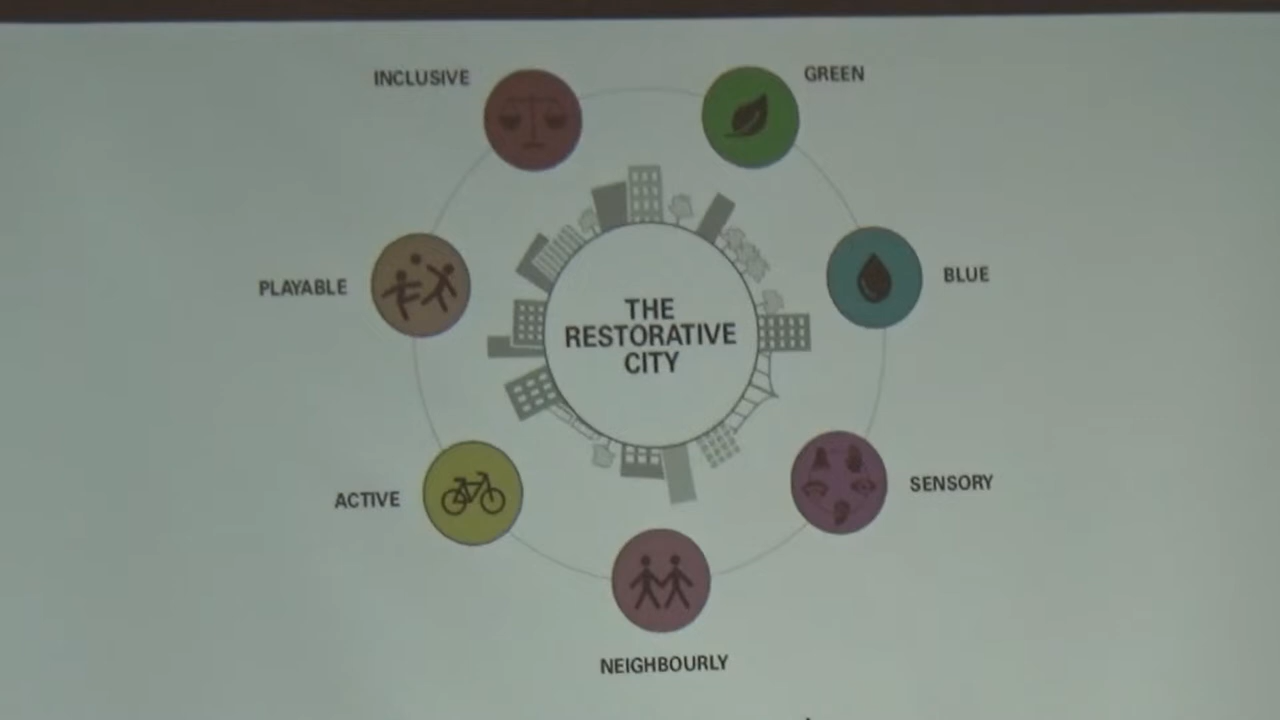 INCLUSIVE
GREEN
PLAYABLE
BLUE
THE
RESTORATIVE
CITY
ACTIVE
SENSORY
NEIGHBOURLY